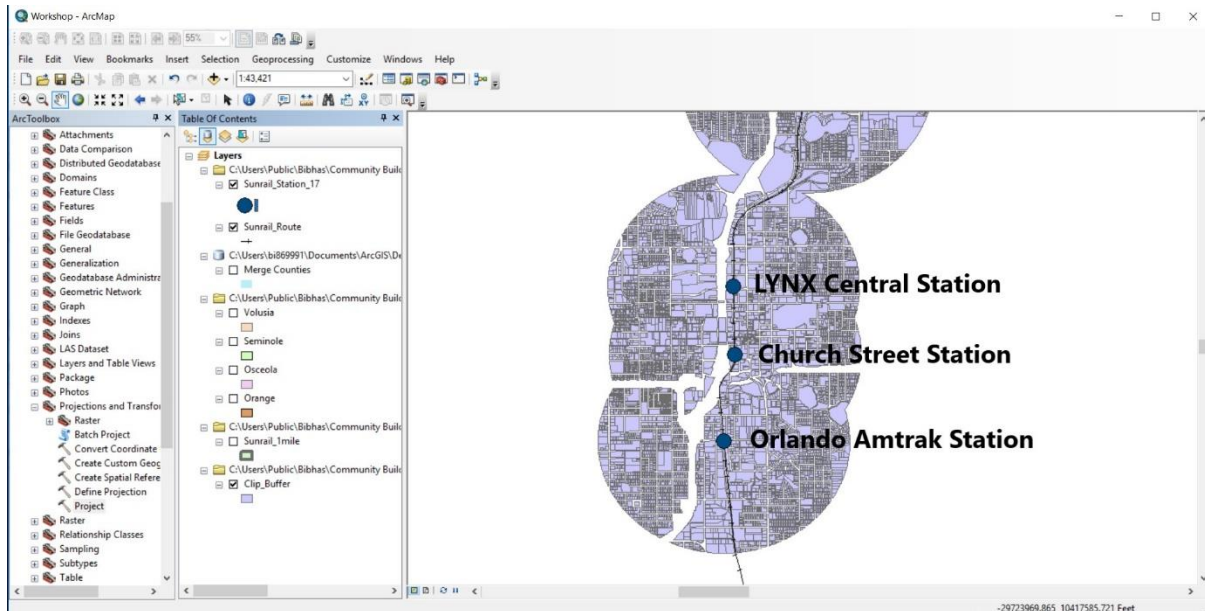 Workshop - ArcMap
55%
File Edit View Bookmarks Insert Selection Geoprocessing Customize Windows Help
1:43,421
ArcToolbox
Attachments
Data Comparison
Distributed Geodatabase
Domains
Feature Class
Features
Fields
File Geodatabase
General
Generalization
Geodatabase Administra
Geometric Network
Graph
Indexes
Joins
LAS Dataset
Layers and Table Views
Package
Photos
Projections and Transfor
Raster
Batch Project
Convert Coordinate
Create Custom Geog
Create Spatial Refere
Define Projection
Project
Raster
Relationship Classes
Sampling
Subtypes
Table
Table Of Contents
Layers
C:\Users\Public\Bibhas\Community Build
Sunrail_Station_17
Sunrail_Route
C:\Users\bi869991\Documents\ArcGIS\De
Merge Counties
C:\Users\Public\Bibhas\Community Build
Volusia
Seminole
Osceola
Orange
C:\Users\Public\Bibhas\Community Build
Sunrail_1mile
C:\Users\Public\Bibhas\Community Build
Clip_Buffer
LYNX Central Station
Church Street Station
Orlando Amtrak Station
-29723969.865 10417585.721 Feet